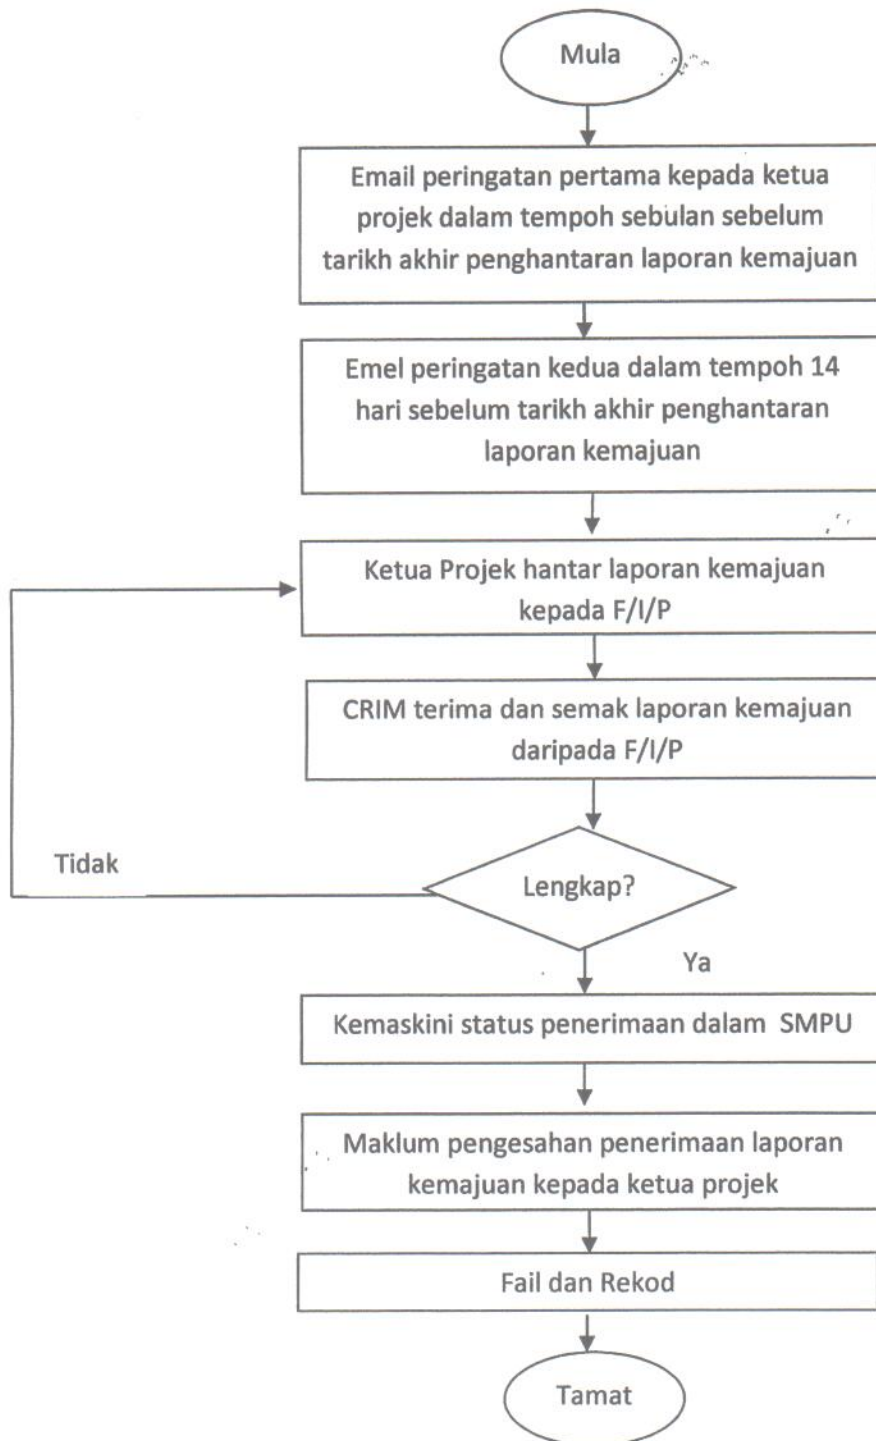 Mula
Email peringatan pertama kepada ketua
projek dalam tempoh sebulan sebelum
tarikh akhir penghantaran laporan kemajuan
Emel peringatan kedua dalam tempoh 14
hari sebelum tarikh akhir penghantaran
laporan kemajuan
Ketua Projek hantar laporan kemajuan
kepada F/I/P
CRIM terima dan semak laporan kemajuan
daripada F/I/P
Tidak
Lengkap?
Ya
Kemaskini status penerimaan dalam SMPU
Maklum pengesahan penerimaan laporan
kemajuan kepada ketua projek
Fail dan Rekod
Tamat